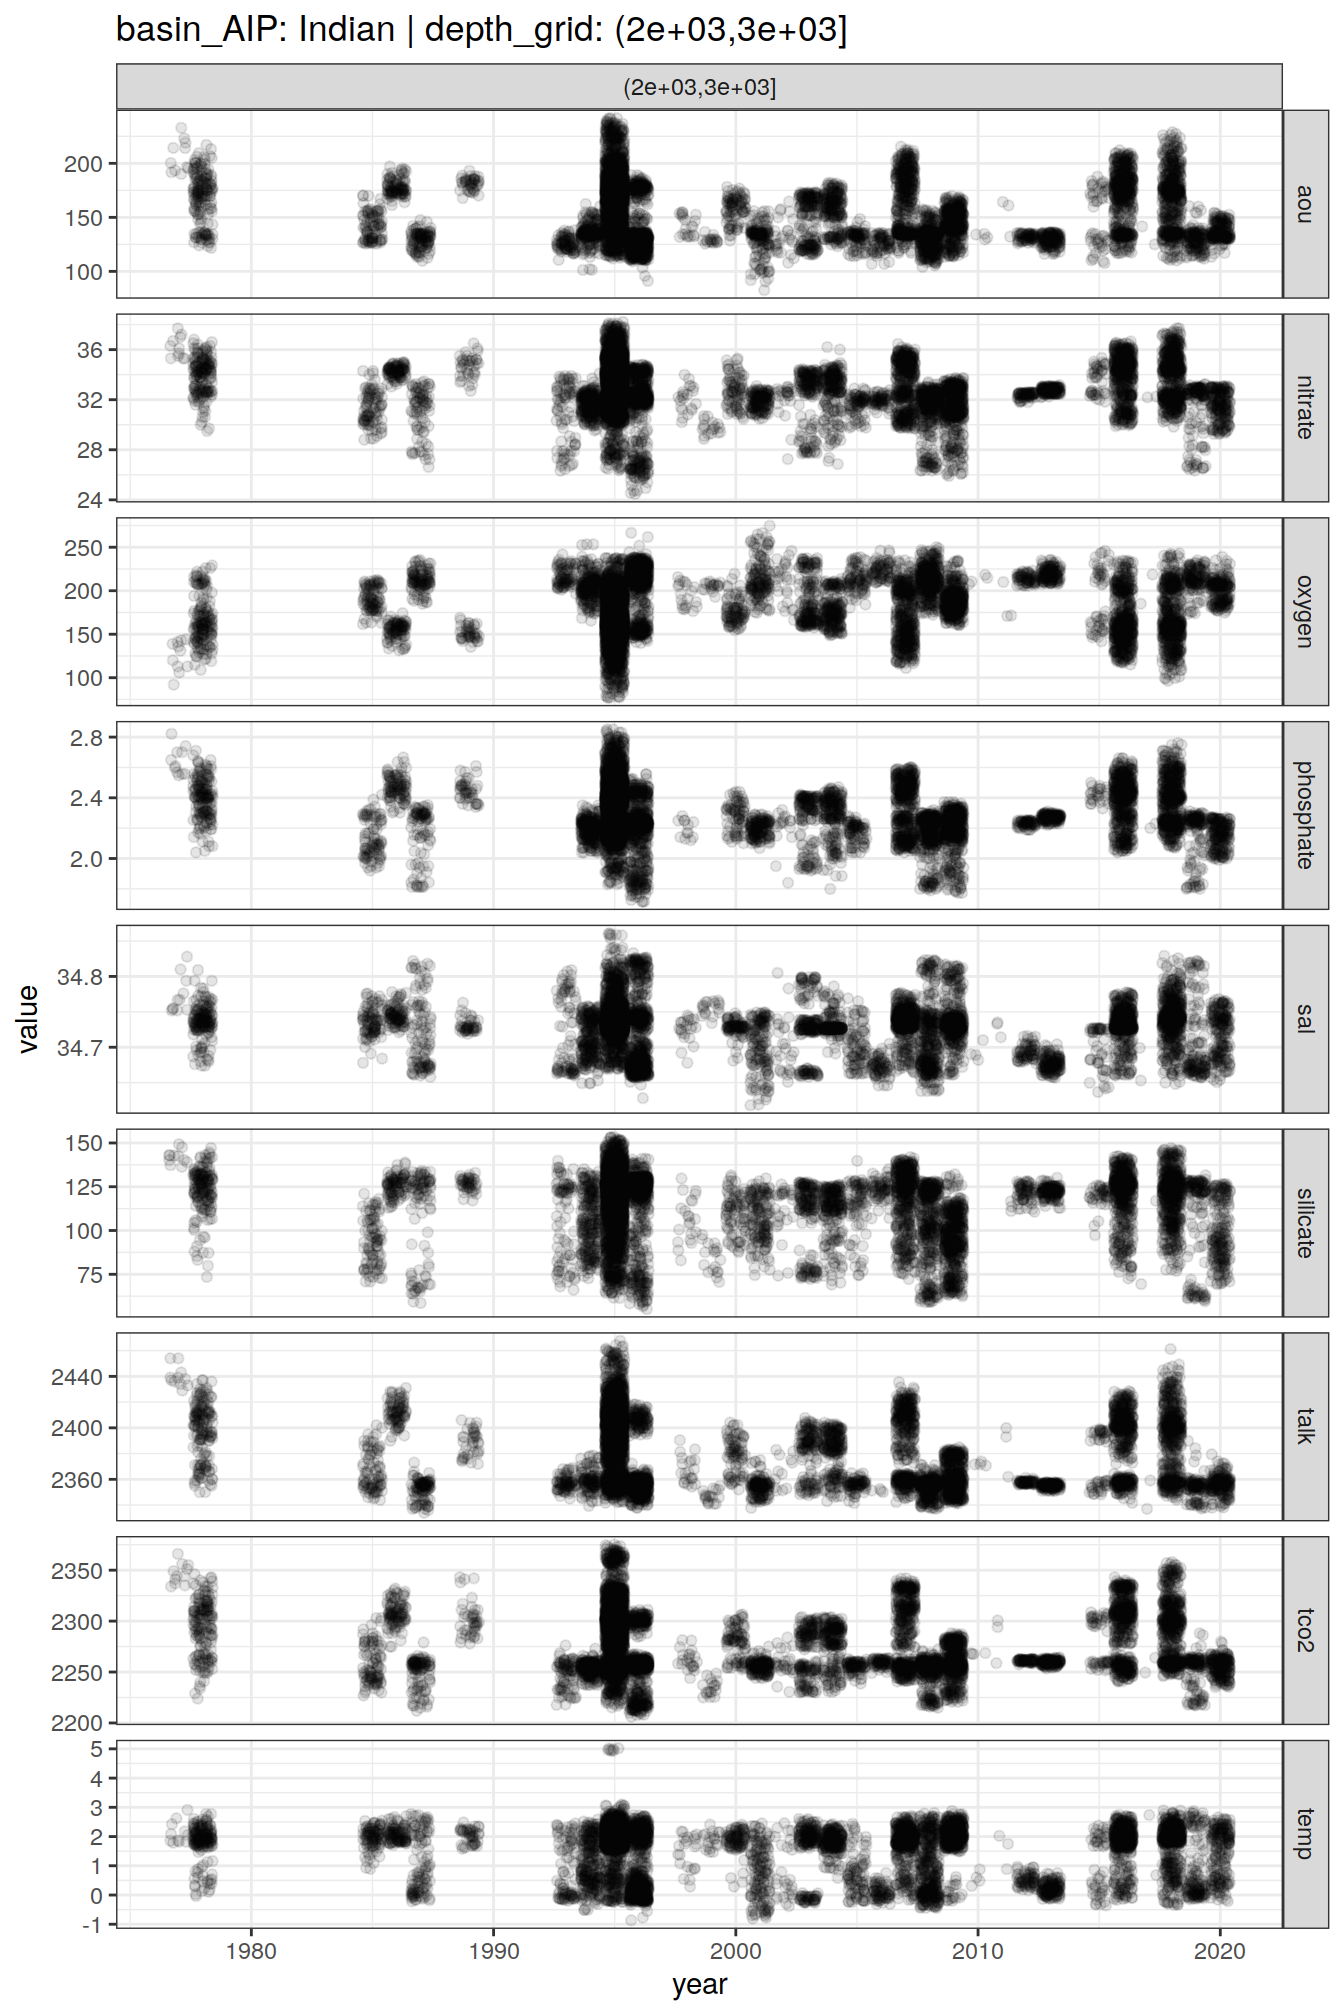 basin_AIP: Indian | depth_grid: (2e+03,3e+03]
(2e+03,3e+03]
200
150
100
aou
36
32
28
24
nitrate
250
200
150
100
oxygen
2.8
2.4
2.0
phosphate
34.8
34.7
sal
150
125
100
75
silicate
2440
2400
2360
talk
2350
2300
2250
2200
tco2
5
4
3
2
1
0
-1
temp
value
1980 1990 2000 2010 2020
year